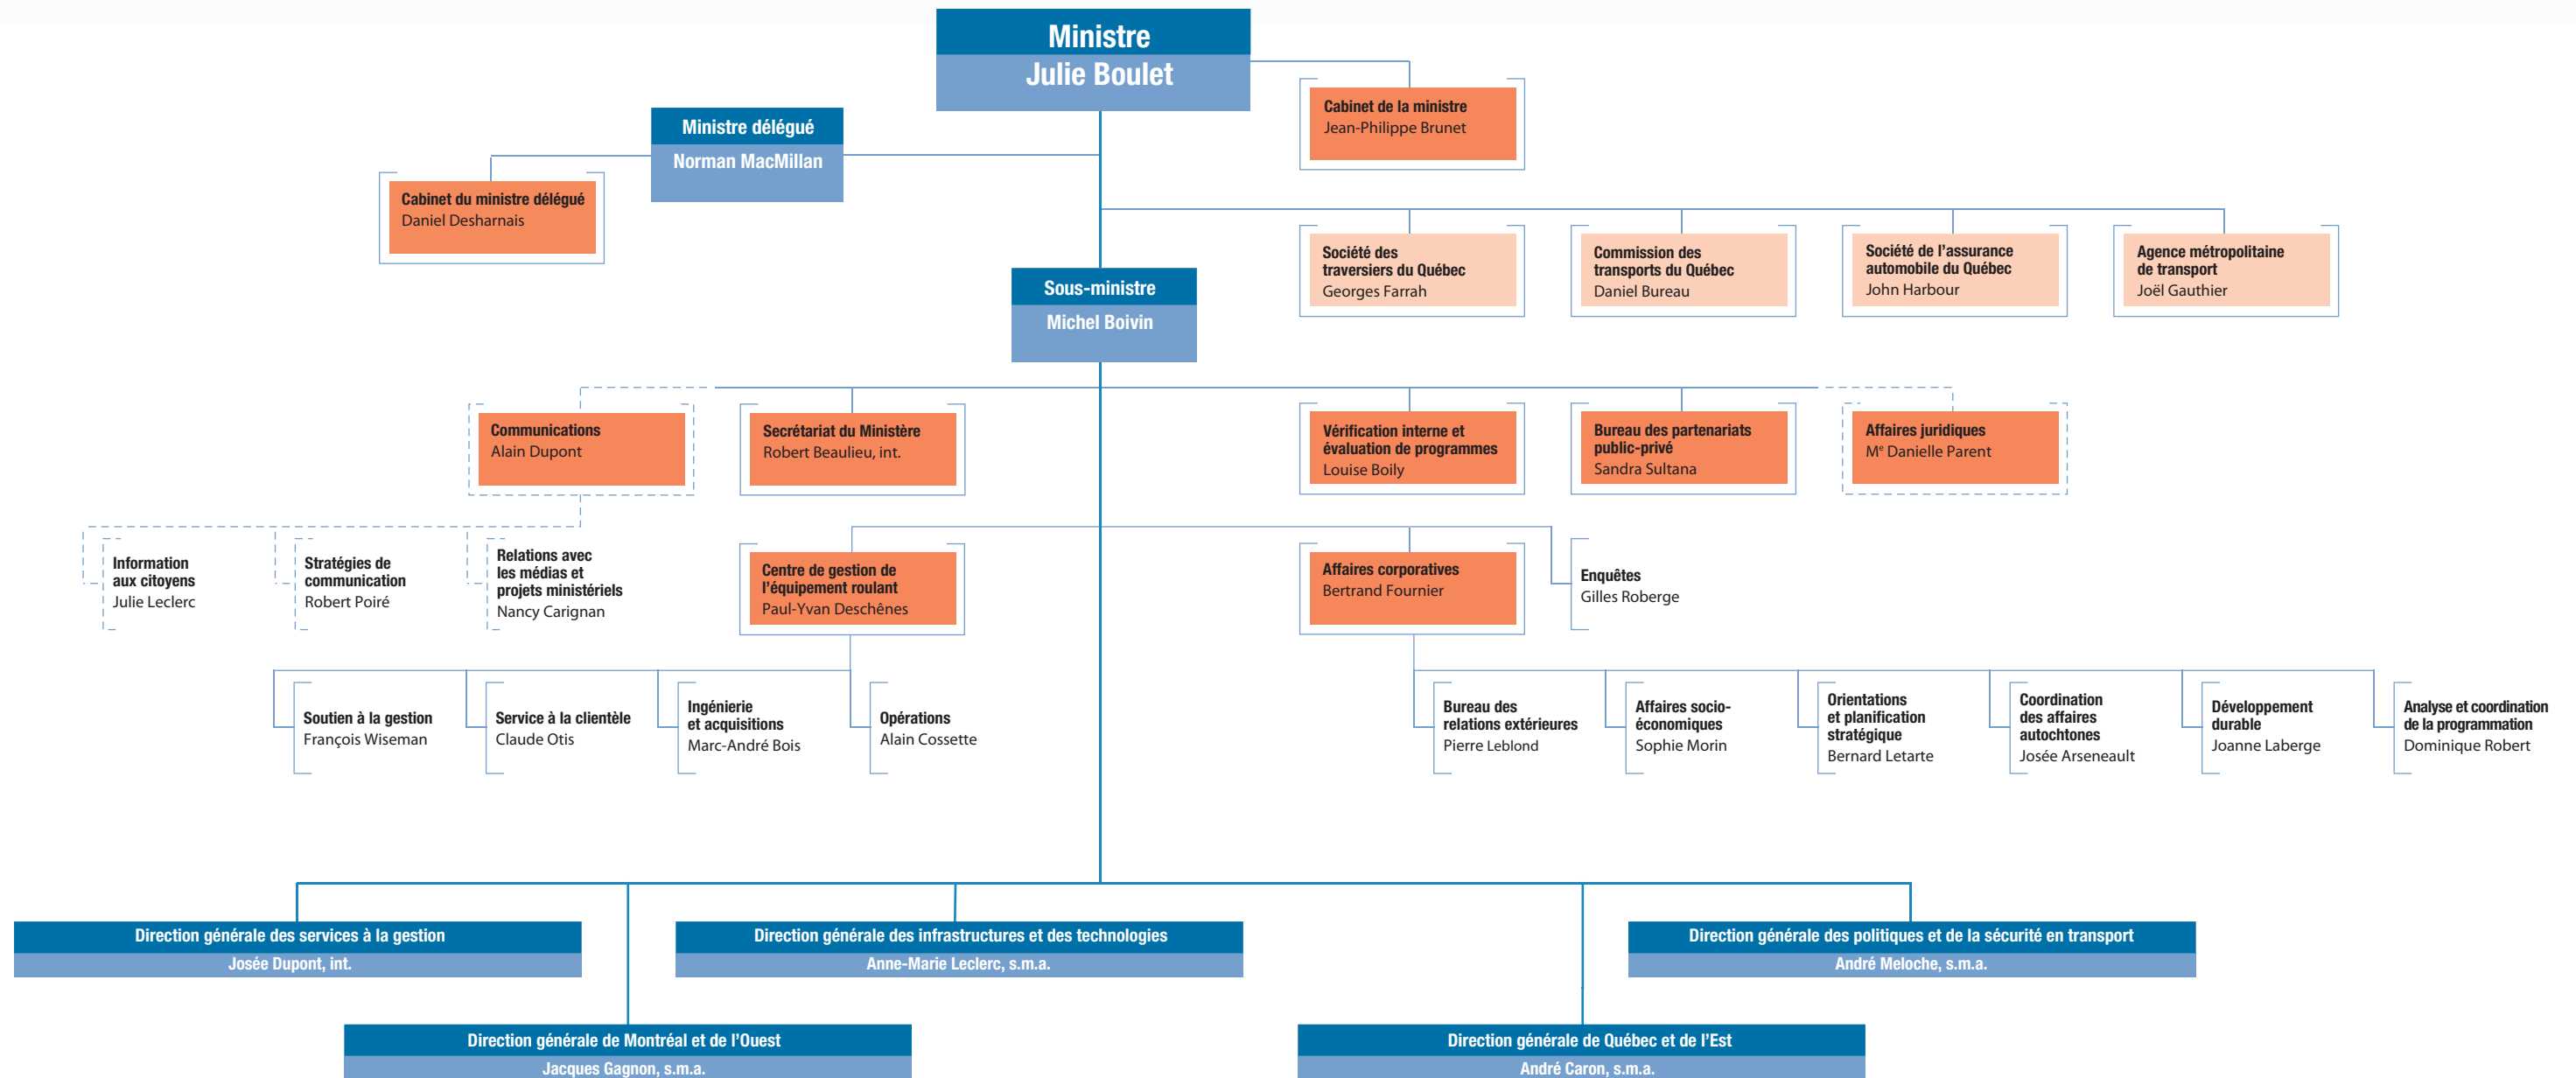 Ministre
Julie Boulet
Cabinet de la ministre
Jean-Philippe Brunet
Ministre délégué
Norman MacMillan
Cabinet du ministre délégué
Daniel Desharnais
Société des
traversiers du Québec
Georges Farrah
Commission des
transports du Québec
Daniel Bureau
Société de l'assurance
automobile du Québec
John Harbour
Agence métropolitaine
de transport
Joël Gauthier
Sous-ministre
Michel Boivin
Communications
Alain Dupont
Secrétariat du Ministère
Robert Beaulieu, int.
Vérification interne et
évaluation de programmes
Louise Boily
Bureau des partenariats
public-privé
Sandra Sultana
Affaires juridiques
Me Danielle Parent
Information
aux citoyens
Julie Leclerc
Stratégies de
communication
Robert Poiré
Relations avec
les médias et
projets ministériels
Nancy Carignan
Centre de gestion de
l'équipement roulant
Paul-Yvan Deschênes
Affaires corporatives
Bertrand Fournier
Enquêtes
Gilles Roberge
Soutien à la gestion
François Wiseman
Service à la clientèle
Claude Otis
Ingénierie
et acquisitions
Marc-André Bois
Opérations
Alain Cossette
Bureau des
relations extérieures
Pierre Leblond
Affaires socio-
économiques
Sophie Morin
Orientations
et planification
stratégique
Bernard Letarte
Coordination
des affaires
autochtones
Josée Arseneault
Développement
durable
Joanne Laberge
Analyse et coordination
de la programmation
Dominique Robert
Direction générale des services à la gestion
Josée Dupont, int.
Direction générale des infrastructures et des technologies
Anne-Marie Leclerc, s.m.a.
Direction générale des politiques et de la sécurité en transport
André Meloche, s.m.a.
Direction générale de Montréal et de l'Ouest
Jacques Gagnon, s.m.a.
Direction générale de Québec et de l'Est
André Caron, s.m.a.